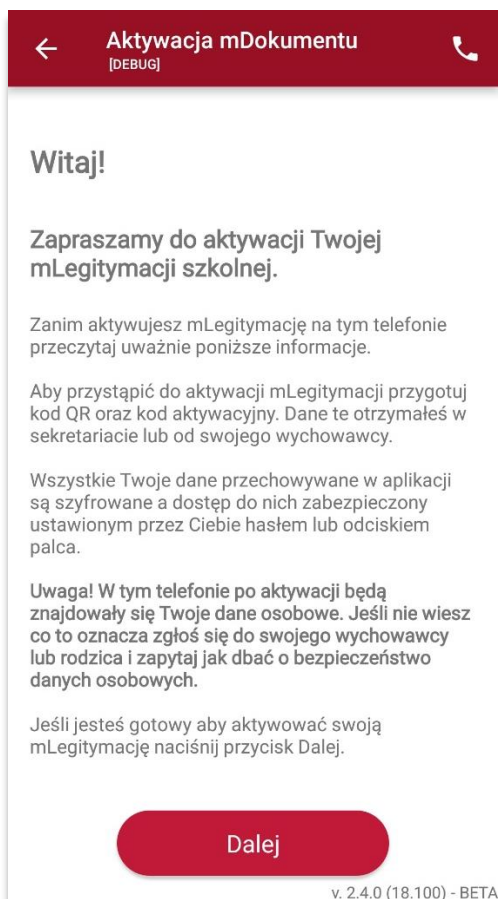 Aktywacja mDokumentu
[DEBUG]
Witaj!
Zapraszamy do aktywacji Twojej
mLegitymacji szkolnej.
Zanim aktywujesz mLegitymację na tym telefonie
przeczytaj uważnie poniższe informacje.
Aby przystąpić do aktywacji mLegitymacji przygotuj
kod QR oraz kod aktywacyjny. Dane te otrzymałeś w
sekretariacie lub od swojego wychowawcy.
Wszystkie Twoje dane przechowywane w aplikacji
są szyfrowane a dostęp do nich zabezpieczony
ustawionym przez Ciebie hasłem lub odciskiem
palca.
Uwaga! W tym telefonie po aktywacji będą
znajdowały się Twoje dane osobowe. Jeśli nie wiesz
co to oznacza zgłoś się do swojego wychowawcy
lub rodzica i zapytaj jak dbać o bezpieczeństwo
danych osobowych.
Jeśli jesteś gotowy aby aktywować swoją
mLegitymację naciśnij przycisk Dalej.
Dalej
v. 2.4.0 (18.100) - BETA